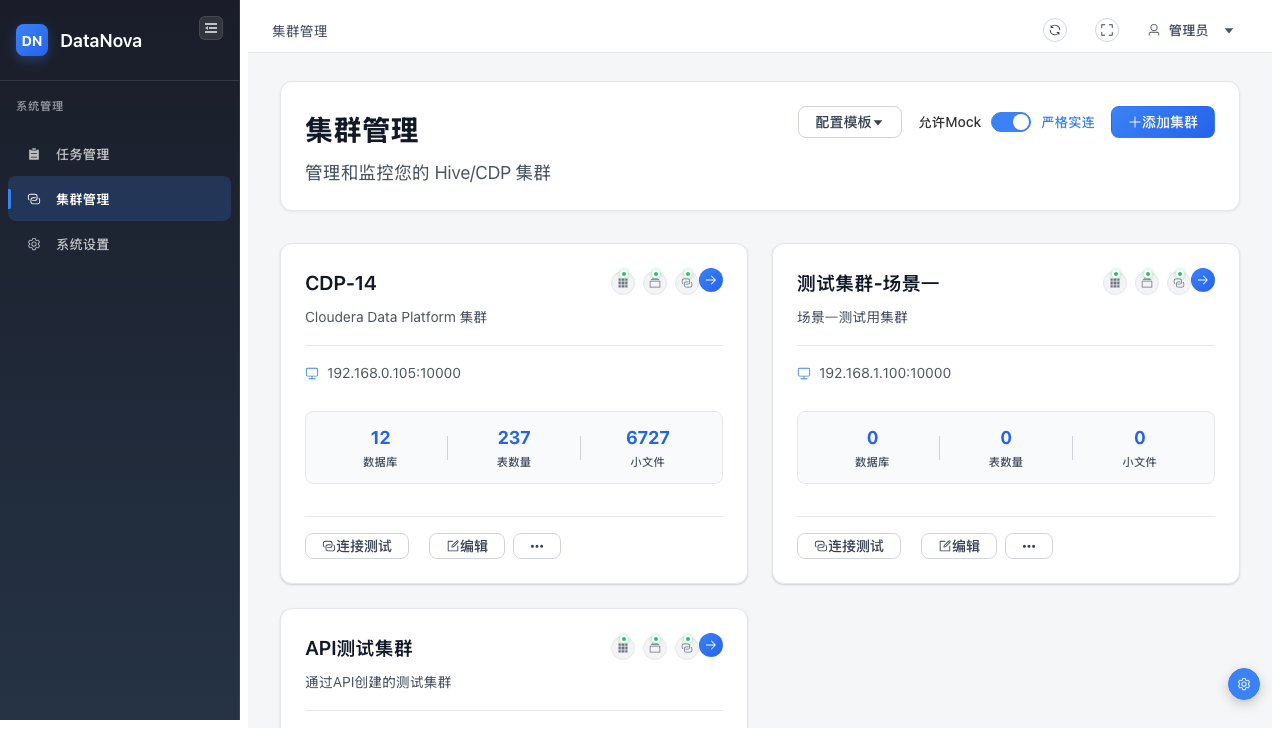 DN
DataNova
系统管理
任务管理
集群管理
系统设置
集群管理
管理员
集群管理
管理和监控您的 Hive/CDP 集群
配置模板
允许Mock
严格实连
添加集群
CDP-14
Cloudera Data Platform 集群
192.168.0.105:10000
12
237
6727
数据库
表数量
小文件
连接测试
编辑
测试集群-场景一
场景一测试用集群
192.168.1.100:10000
0
0
0
数据库
表数量
小文件
连接测试
编辑
API测试集群
通过API创建的测试集群